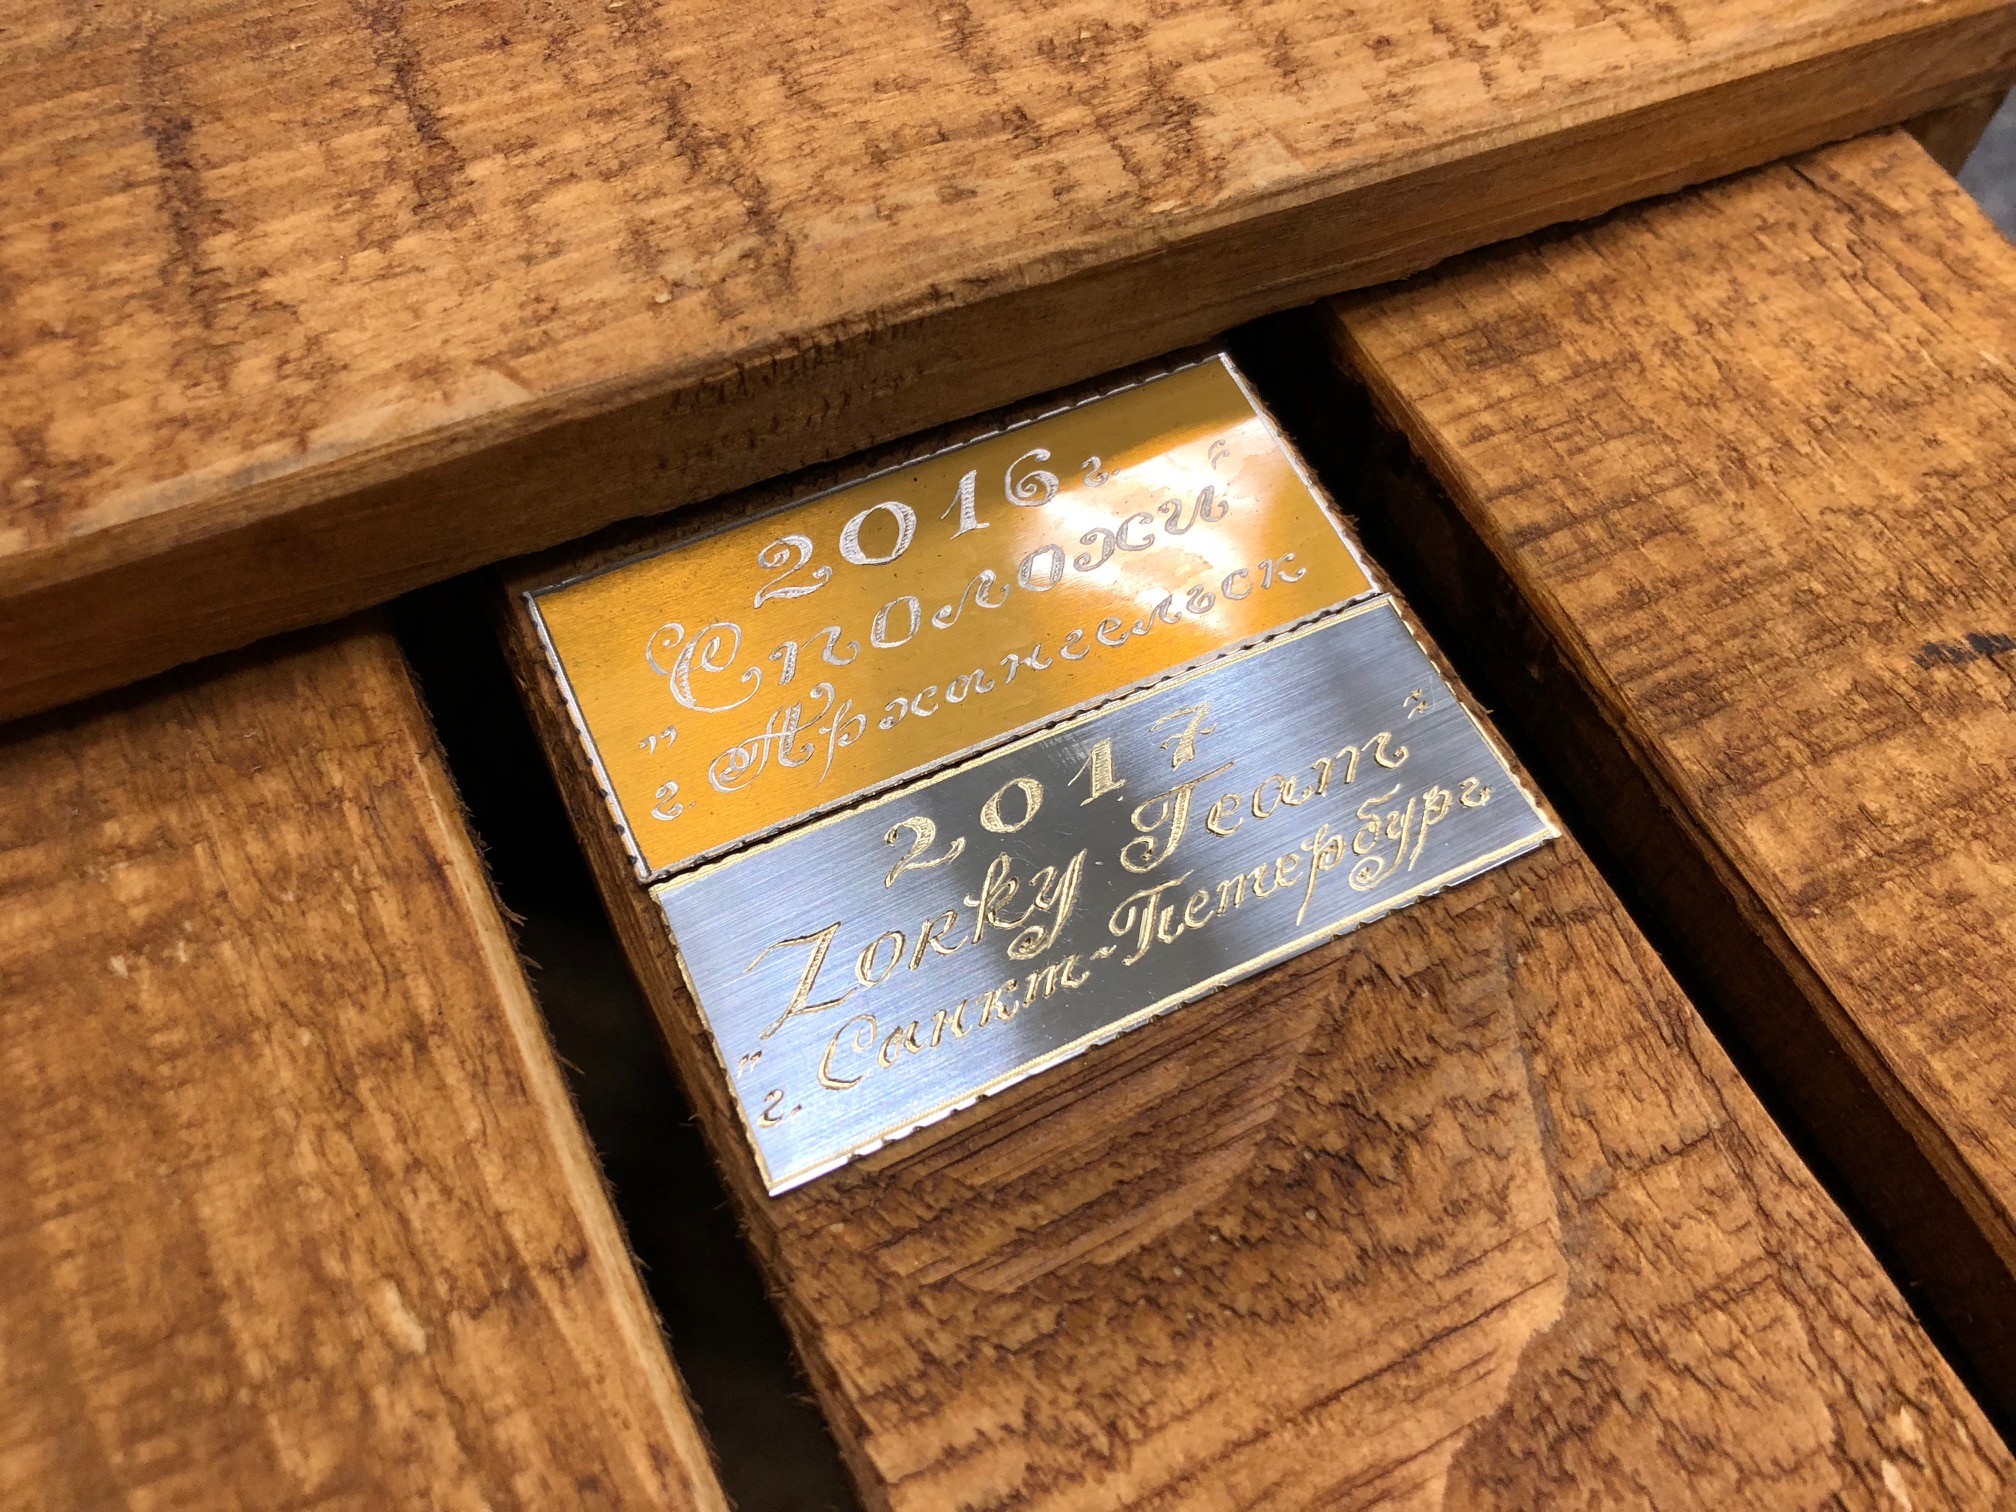 2016 г.
„Сполохи“
г. Архангельск
2017
"Zorky Team"
г. Санкт-Петербург